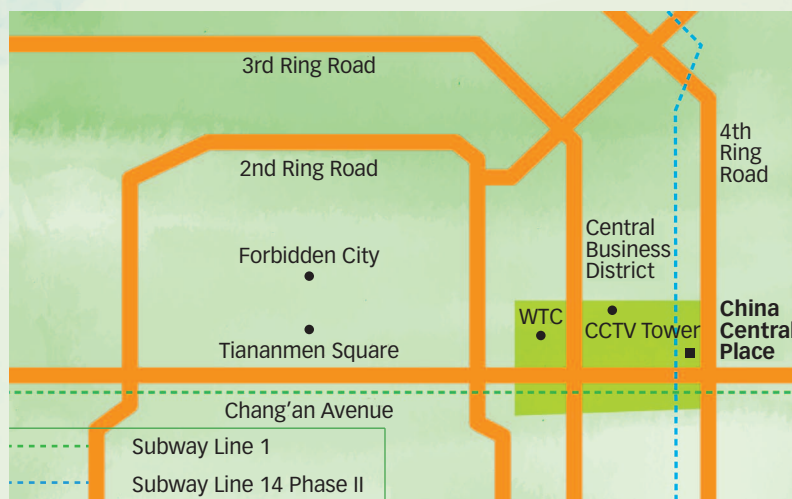 3rd Ring Road
2nd Ring Road
4th
Ring
Road
Central
Business
District
Forbidden City
Tiananmen Square
WTC
CCTV Tower
China
Central
Place
Chang'an Avenue
Subway Line 1
Subway Line 14 Phase II